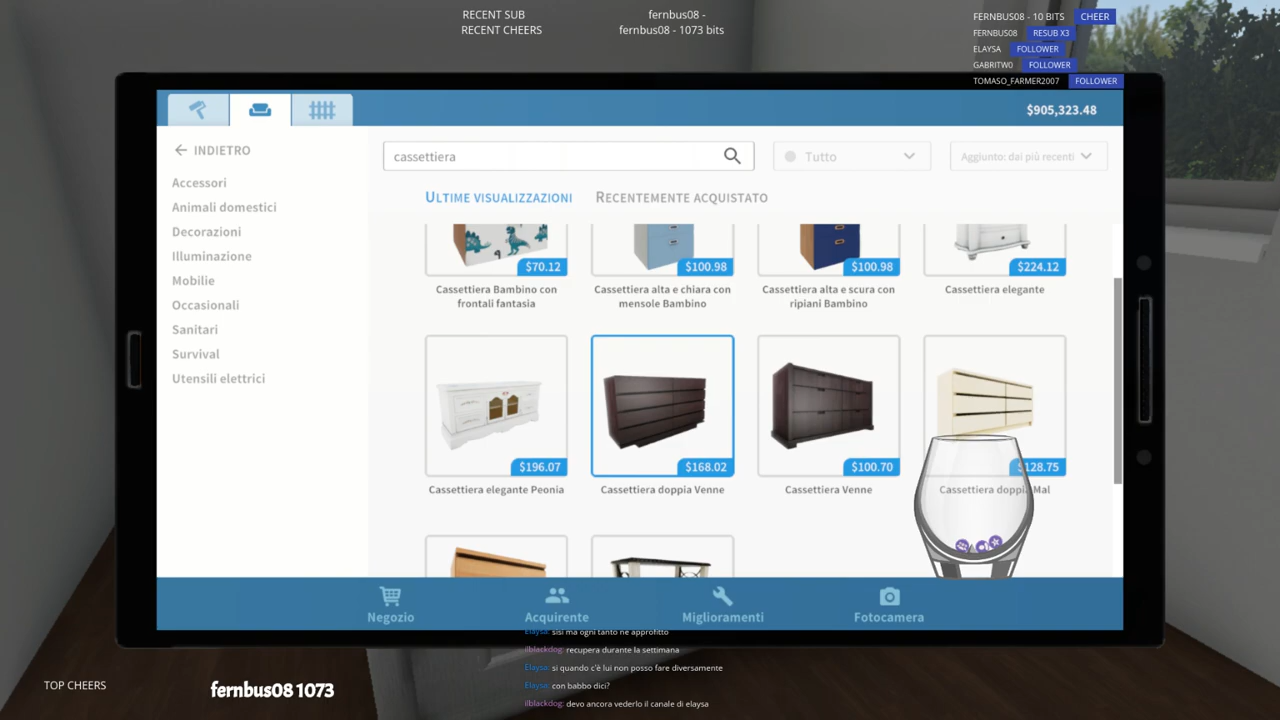 RECENT SUB
fernbus08 -
RECENT CHEERS
fernbus08 - 1073 bits
FERNBUS08 - 10 BITS CHEER
FERNBUS08 RESUB X3
ELAYSA FOLLOWER
GABRITW0 FOLLOWER
TOMASO_FARMER2007 FOLLOWER
$905,323.48
INDIETRO
Accessori
Animali domestici
Decorazioni
Illuminazione
Mobilie
Occasionali
Sanitari
Survival
Utensili elettrici
cassettiera
Tutto
Aggiunto: dai più recenti
ULTIME VISUALIZZAZIONI
RECENTEMENTE ACQUISTATO
$70.12
Cassettiera Bambino con
frontali fantasia
$100.98
Cassettiera alta e chiara con
mensole Bambino
$100.98
Cassettiera alta e scura con
ripiani Bambino
$224.12
Cassettiera elegante
$196.07
Cassettiera elegante Peonia
$168.02
Cassettiera doppia Venne
$100.70
Cassettiera Venne
$128.75
Cassettiera doppia Mal
Negozio
Acquirente
Miglioramenti
Fotocamera
Elaysa: sisi ma ogni tanto ne approfitto
ilblackdog: recupera durante la settimana
Elaysa: si quando c'è lui non posso fare diversamente
Elaysa: con babbo dici?
ilblackdog: devo ancora vederlo il canale di elaysa
TOP CHEERS
fernbus08 1073